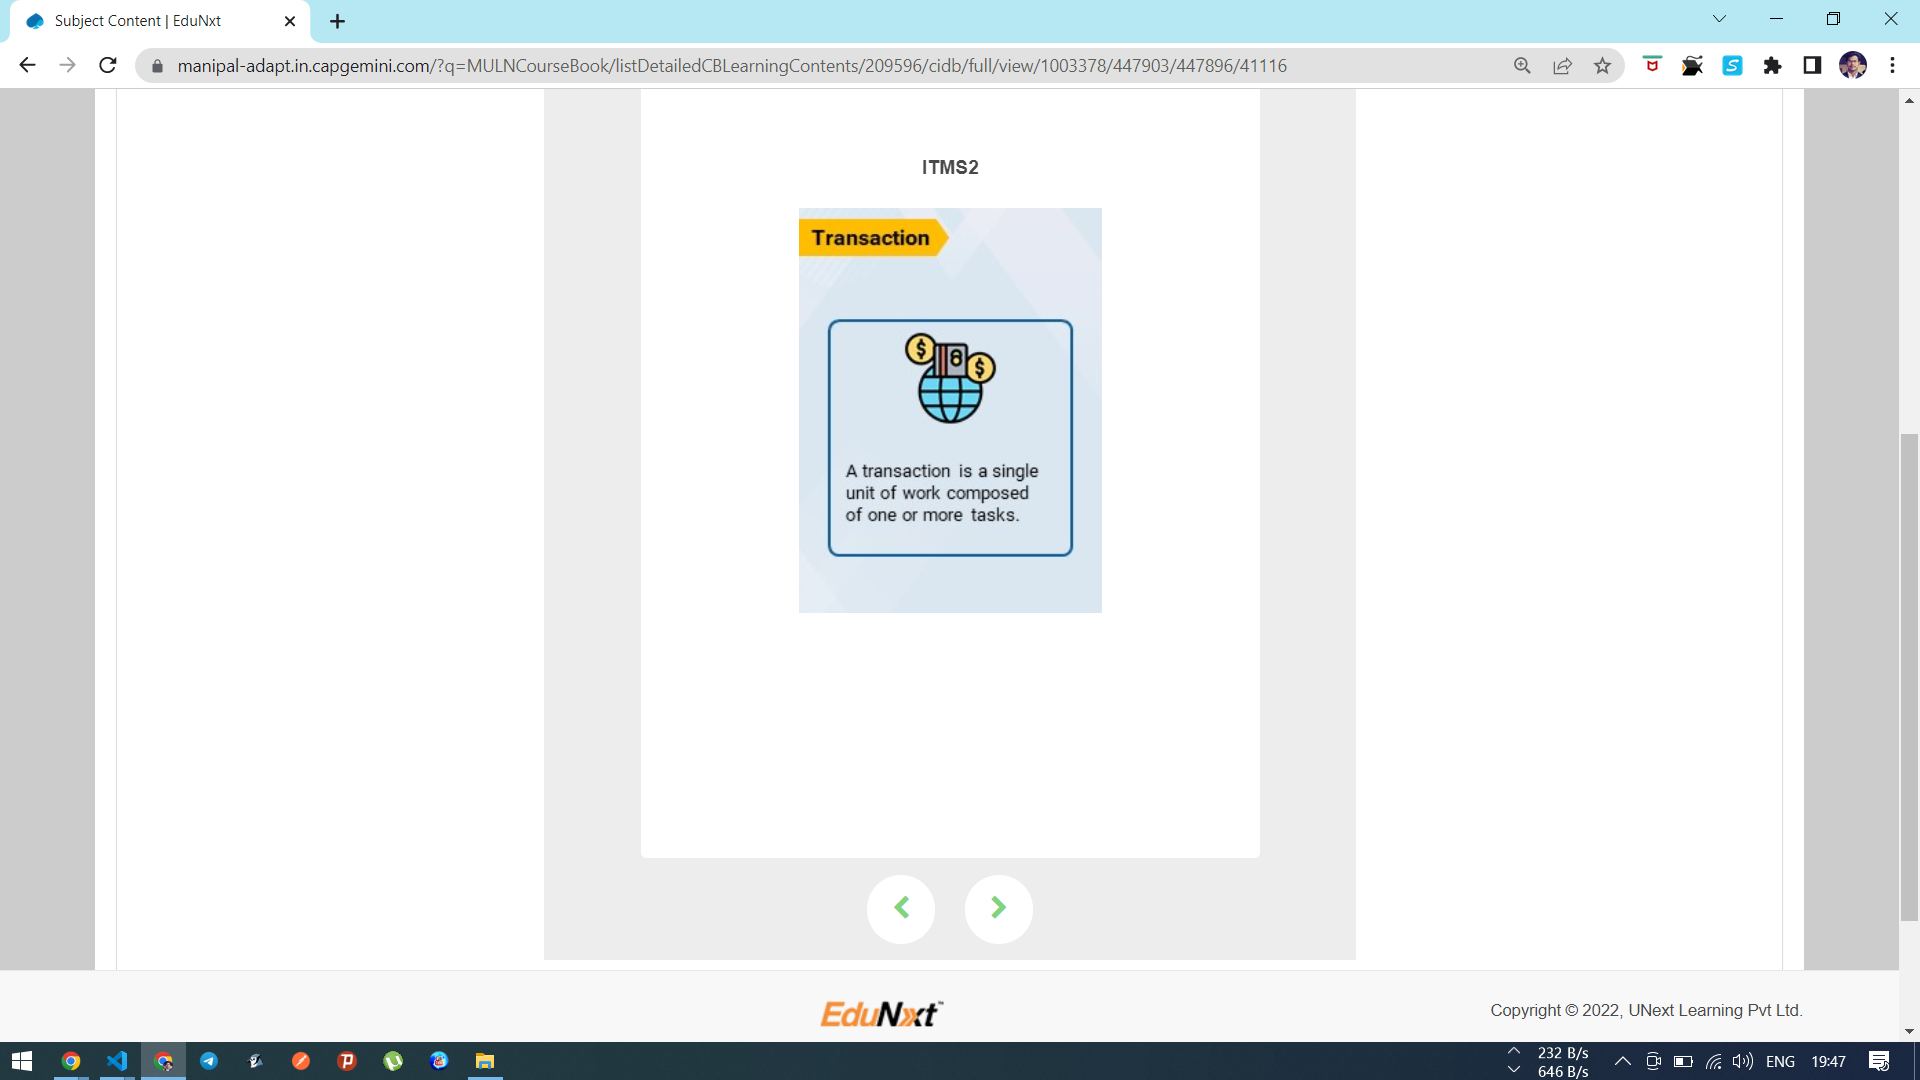 Subject Content | EduNxt
manipal-adapt.in.capgemini.com/?q=MULNCourseBook/listDetailedCBLearningContents/209596/cidb/full/view/1003378/447903/447896/41116
ITMS2
Transaction
A transaction is a single
unit of work composed
of one or more tasks.
EduNxt
Copyright © 2022, UNext Learning Pvt Ltd.
232 B/s
646 B/s
ENG
19:47